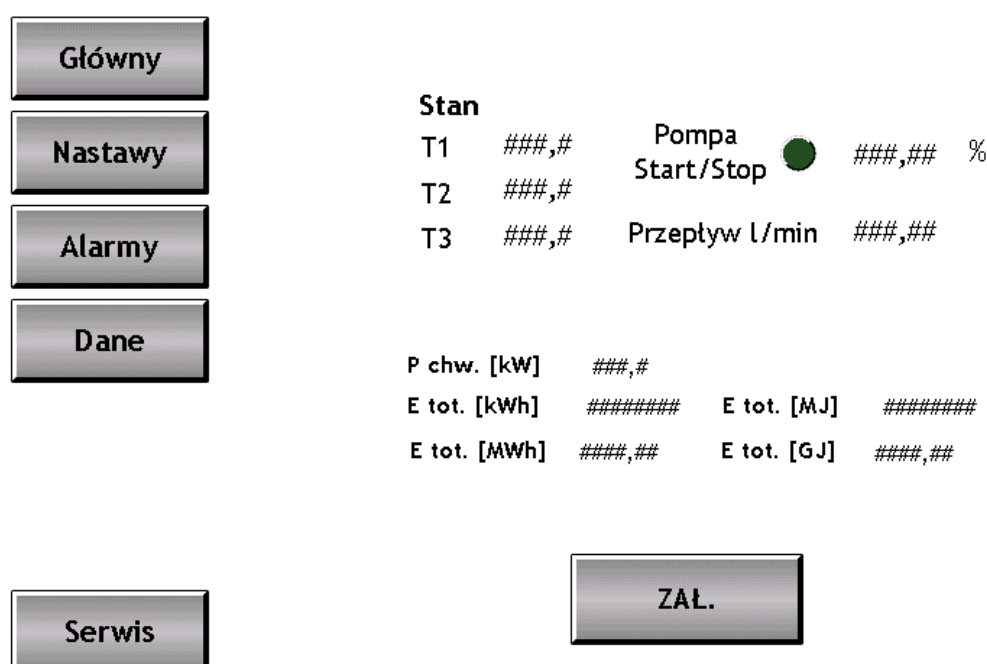 Główny
Nastawy
Alarmy
Dane
Serwis
Stan
T1 ###,#
T2 ###,#
T3 ###,#
Pompa
Start/Stop ###,## %
Przepływ l/min ###,##
P chw. [kW] ###,#
E tot. [kWh] ######## E tot. [MJ] ########
E tot. [MWh] ####,## E tot. [GJ] ####,##
ZAŁ.